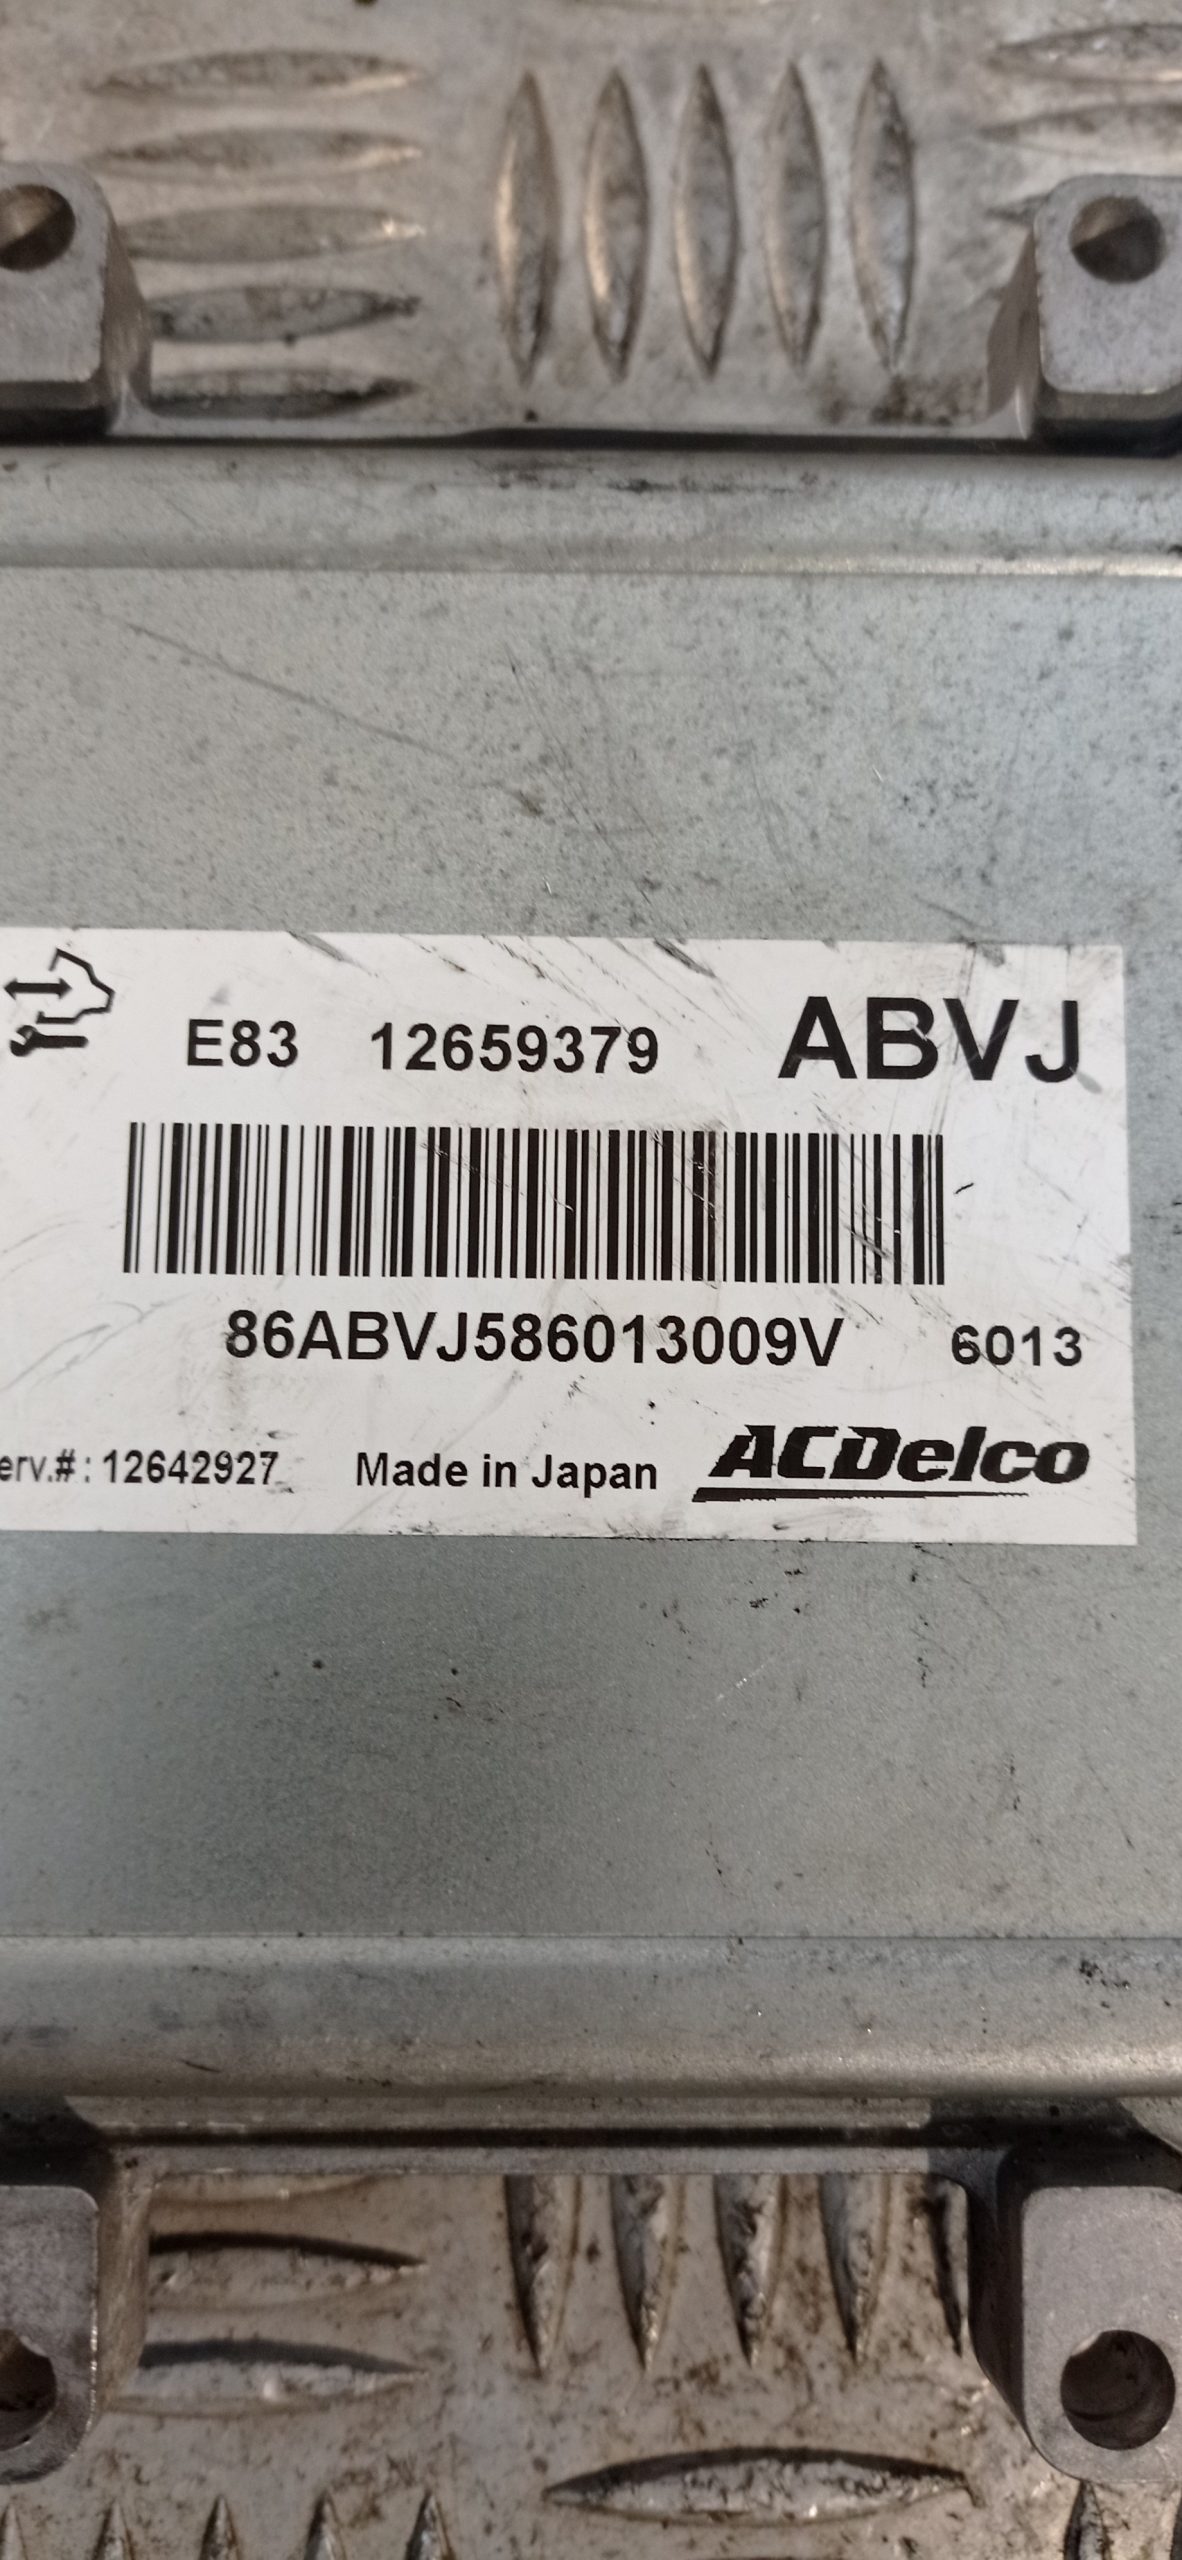 E83 12659379 ABVJ
86ABVJ586013009V 6013
erv.#: 12642927 Made in Japan ACDelco